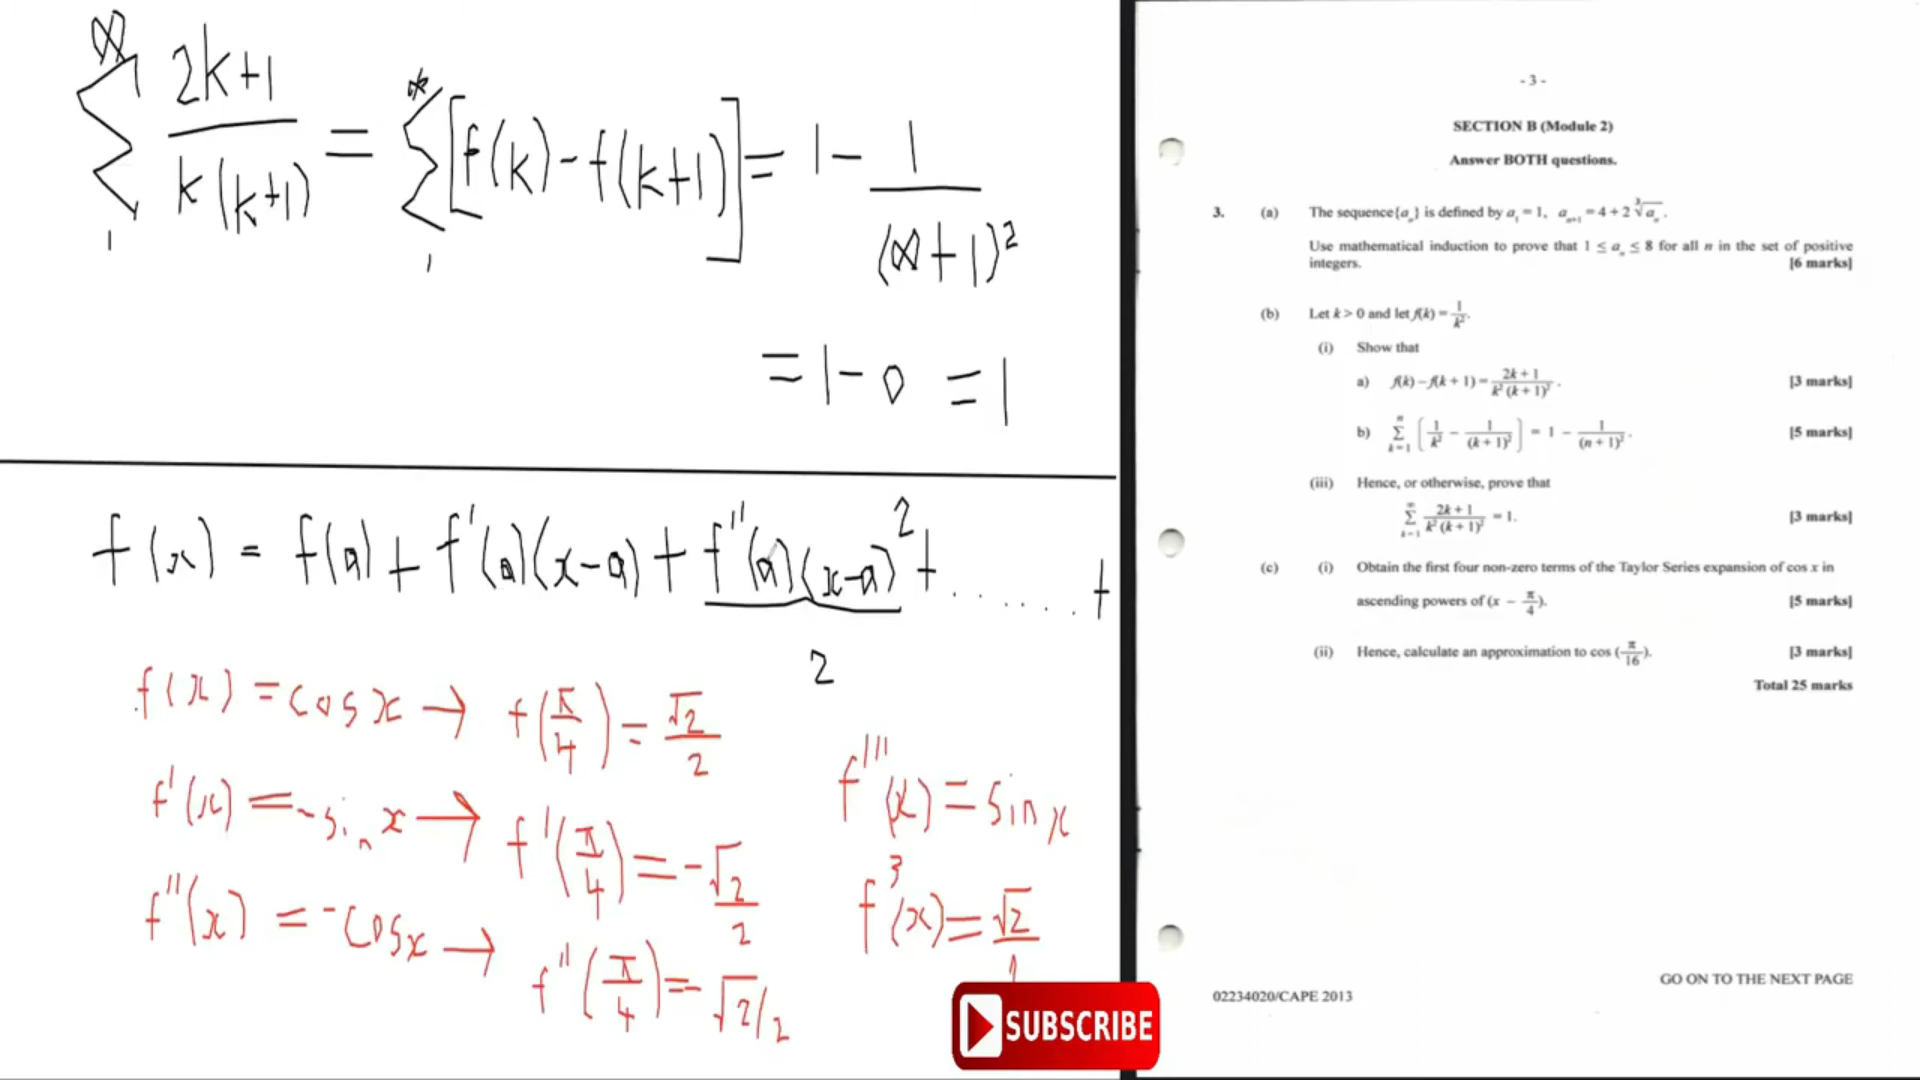 ∞ ∑ 1 (2k+1)/(k(k+1)) = ∞ ∑ 1 [f(k) - f(k+1)] = 1 - 1/(∞+1)²
= 1 - 0 = 1
f(x) = f(a) + f'(a)(x-a) + f''(a)(x-a)²/2 + ....... +
f(x) = cos x → f(π/4) = √2/2
f'(x) = -sin x → f'(π/4) = -√2/2
f''(x) = -cos x → f''(π/4) = -√2/2
f'''(x) = sin x
f³(x) = √2/
SUBSCRIBE
- 3 -
SECTION B (Module 2)
Answer BOTH questions.
3. (a) The sequence {aₙ} is defined by a₁ = 1, aₙ₊₁ = 4 + 2 ∛aₙ .
Use mathematical induction to prove that 1 ≤ aₙ ≤ 8 for all n in the set of positive
integers. [6 marks]
(b) Let k > 0 and let f(k) = 1/k².
(i) Show that
a) f(k) – f(k + 1) = (2k + 1)/(k² (k + 1)²) . [3 marks]
b) n ∑ k=1 [1/k² - 1/(k + 1)²] = 1 - 1/(n + 1)² . [5 marks]
(iii) Hence, or otherwise, prove that
∞ ∑ k=1 (2k + 1)/(k² (k + 1)²) = 1. [3 marks]
(c) (i) Obtain the first four non-zero terms of the Taylor Series expansion of cos x in
ascending powers of (x - π/4). [5 marks]
(ii) Hence, calculate an approximation to cos (π/16). [3 marks]
Total 25 marks
GO ON TO THE NEXT PAGE
02234020/CAPE 2013